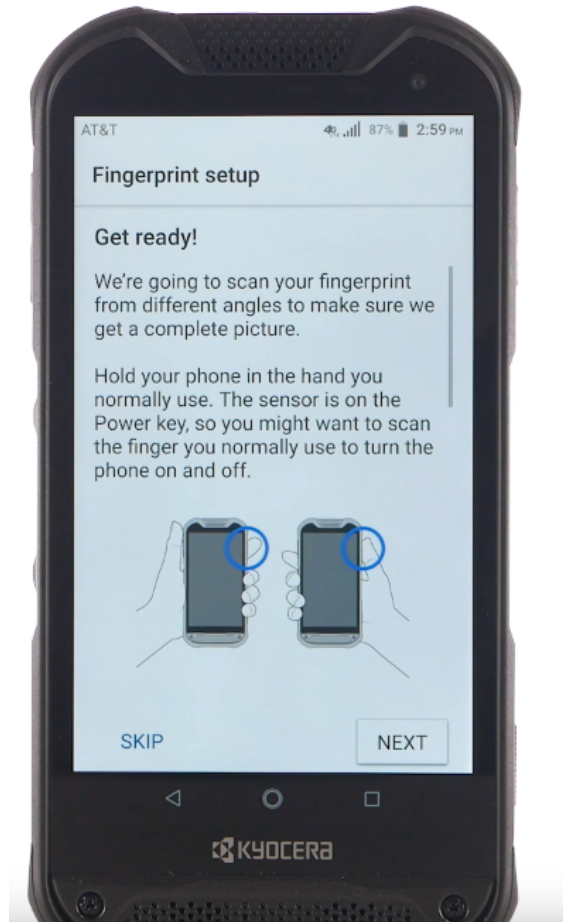 AT&T 4G 87% 2:59 PM
Fingerprint setup
Get ready!
We're going to scan your fingerprint
from different angles to make sure we
get a complete picture.
Hold your phone in the hand you
normally use. The sensor is on the
Power key, so you might want to scan
the finger you normally use to turn the
phone on and off.
SKIP NEXT
KYOCERA